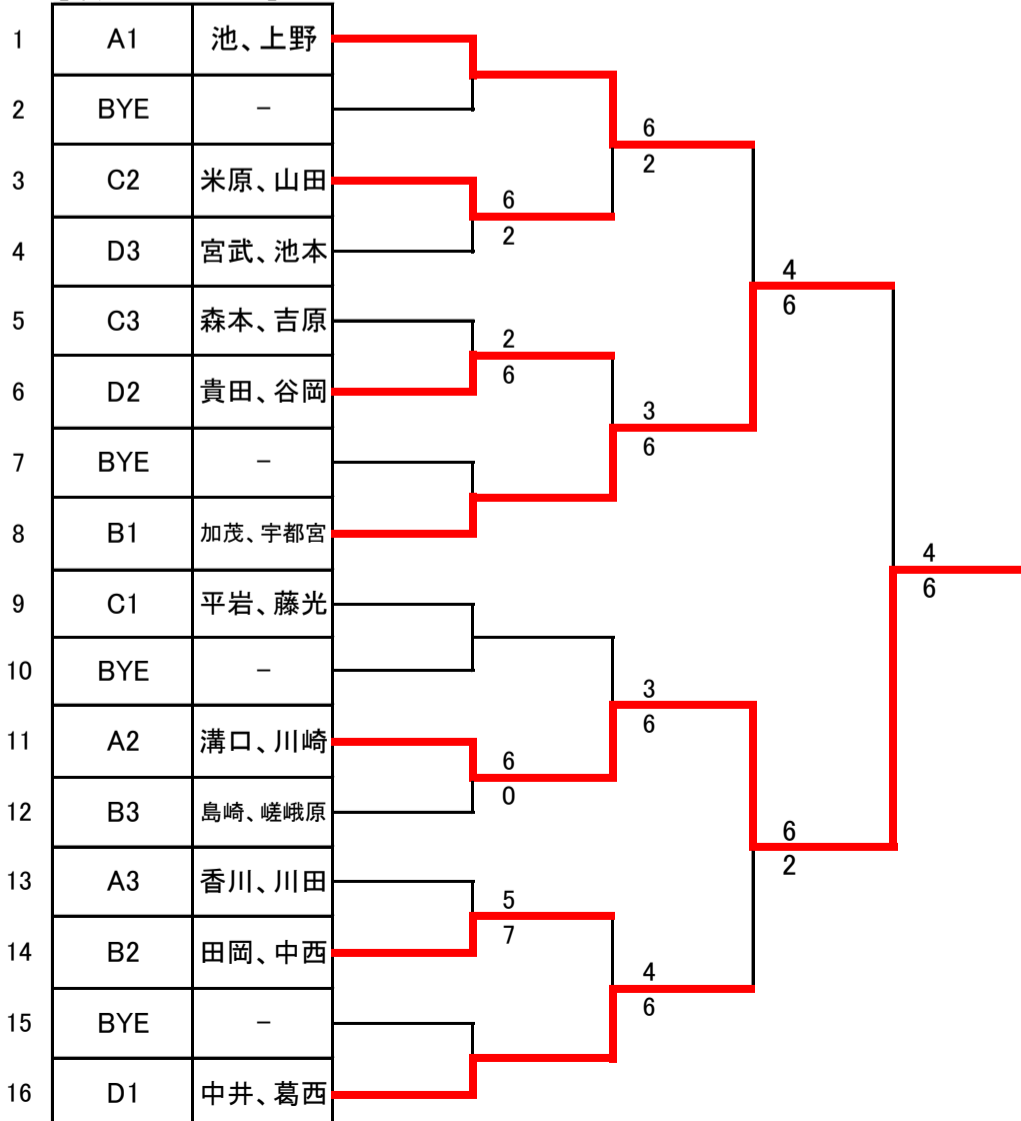 1 A1 池、上野
2 BYE －
3 C2 米原、山田
4 D3 宮武、池本
5 C3 森本、吉原
6 D2 貴田、谷岡
7 BYE －
8 B1 加茂、宇都宮
9 C1 平岩、藤光
10 BYE －
11 A2 溝口、川崎
12 B3 島崎、嵯峨原
13 A3 香川、川田
14 B2 田岡、中西
15 BYE －
16 D1 中井、葛西
6
2
2
6
6
0
5
7
6
2
3
6
3
6
4
6
4
6
6
2
4
6